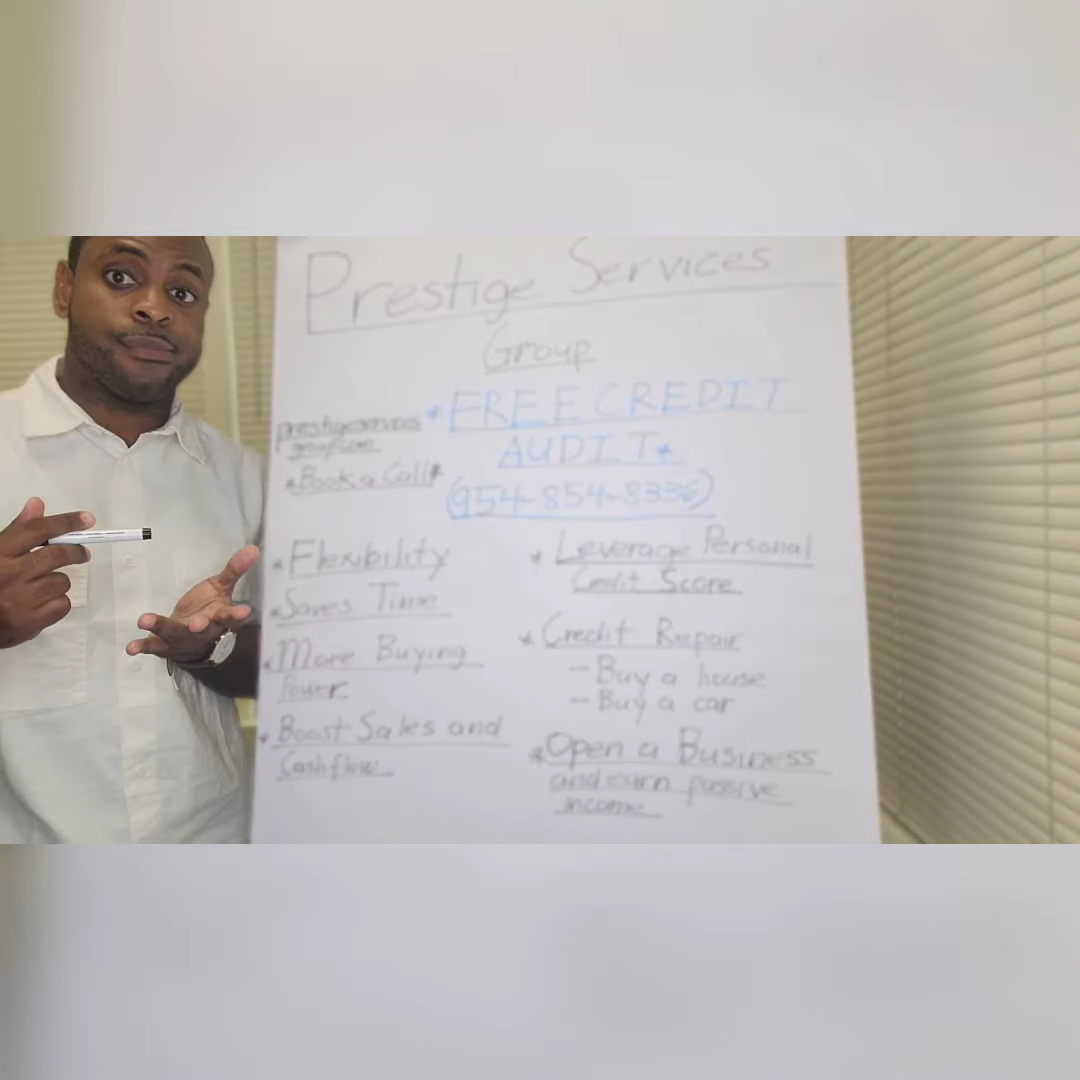 Prestige Services
Group
* FREE CREDIT
AUDIT *
(954-854-8336)
prestigeservices
group.com
* Book a Call *
* Flexibility
* Saves Time
* More Buying
Power
* Boost Sales and
Cashflow
* Leverage Personal
Credit Score
* Credit Repair
- Buy a house
- Buy a car
* Open a Business
and earn passive
income